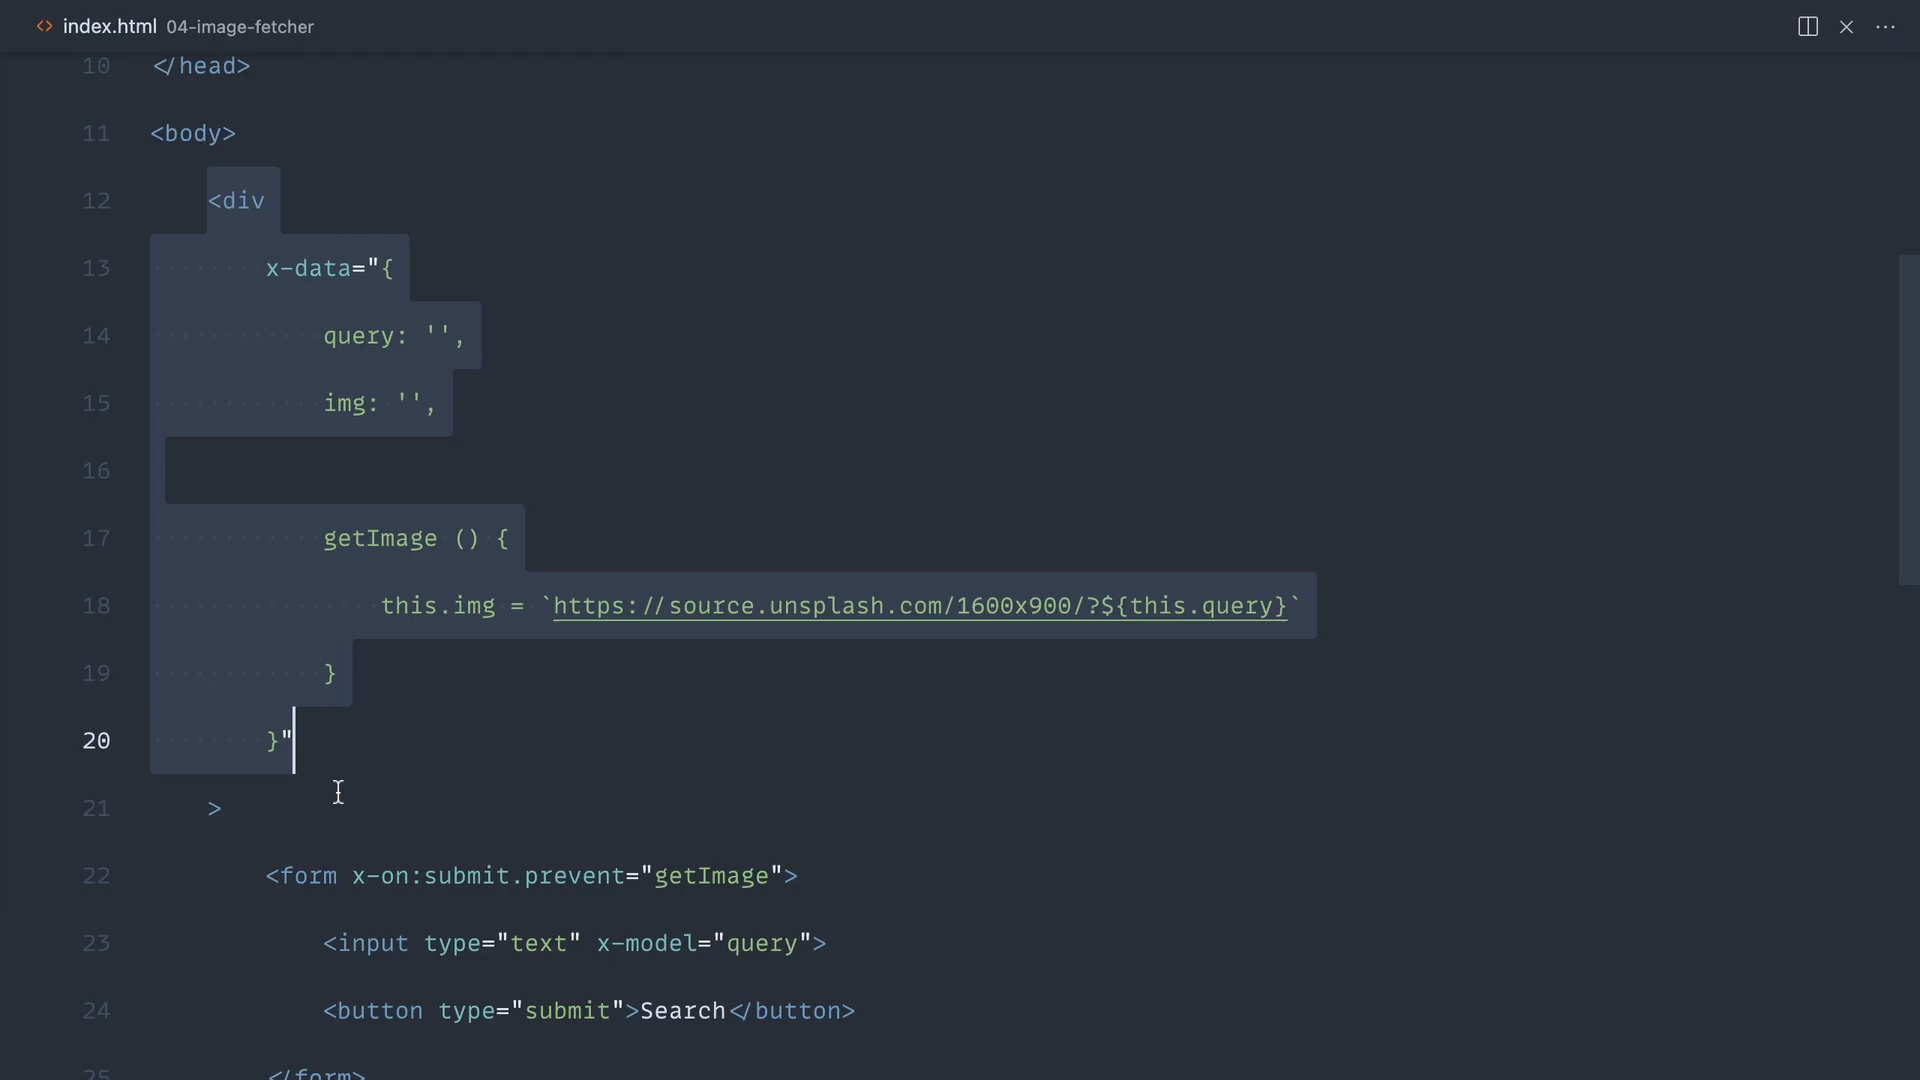 <> index.html 04-image-fetcher
10 </head>
11 <body>
12 <div
13 x-data="{
14 query: '',
15 img: '',
16
17 getImage () {
18 this.img = `https://source.unsplash.com/1600x900/?${this.query}`
19 }
20 }"
21 >
22 <form x-on:submit.prevent="getImage">
23 <input type="text" x-model="query">
24 <button type="submit">Search</button>
25 </form>